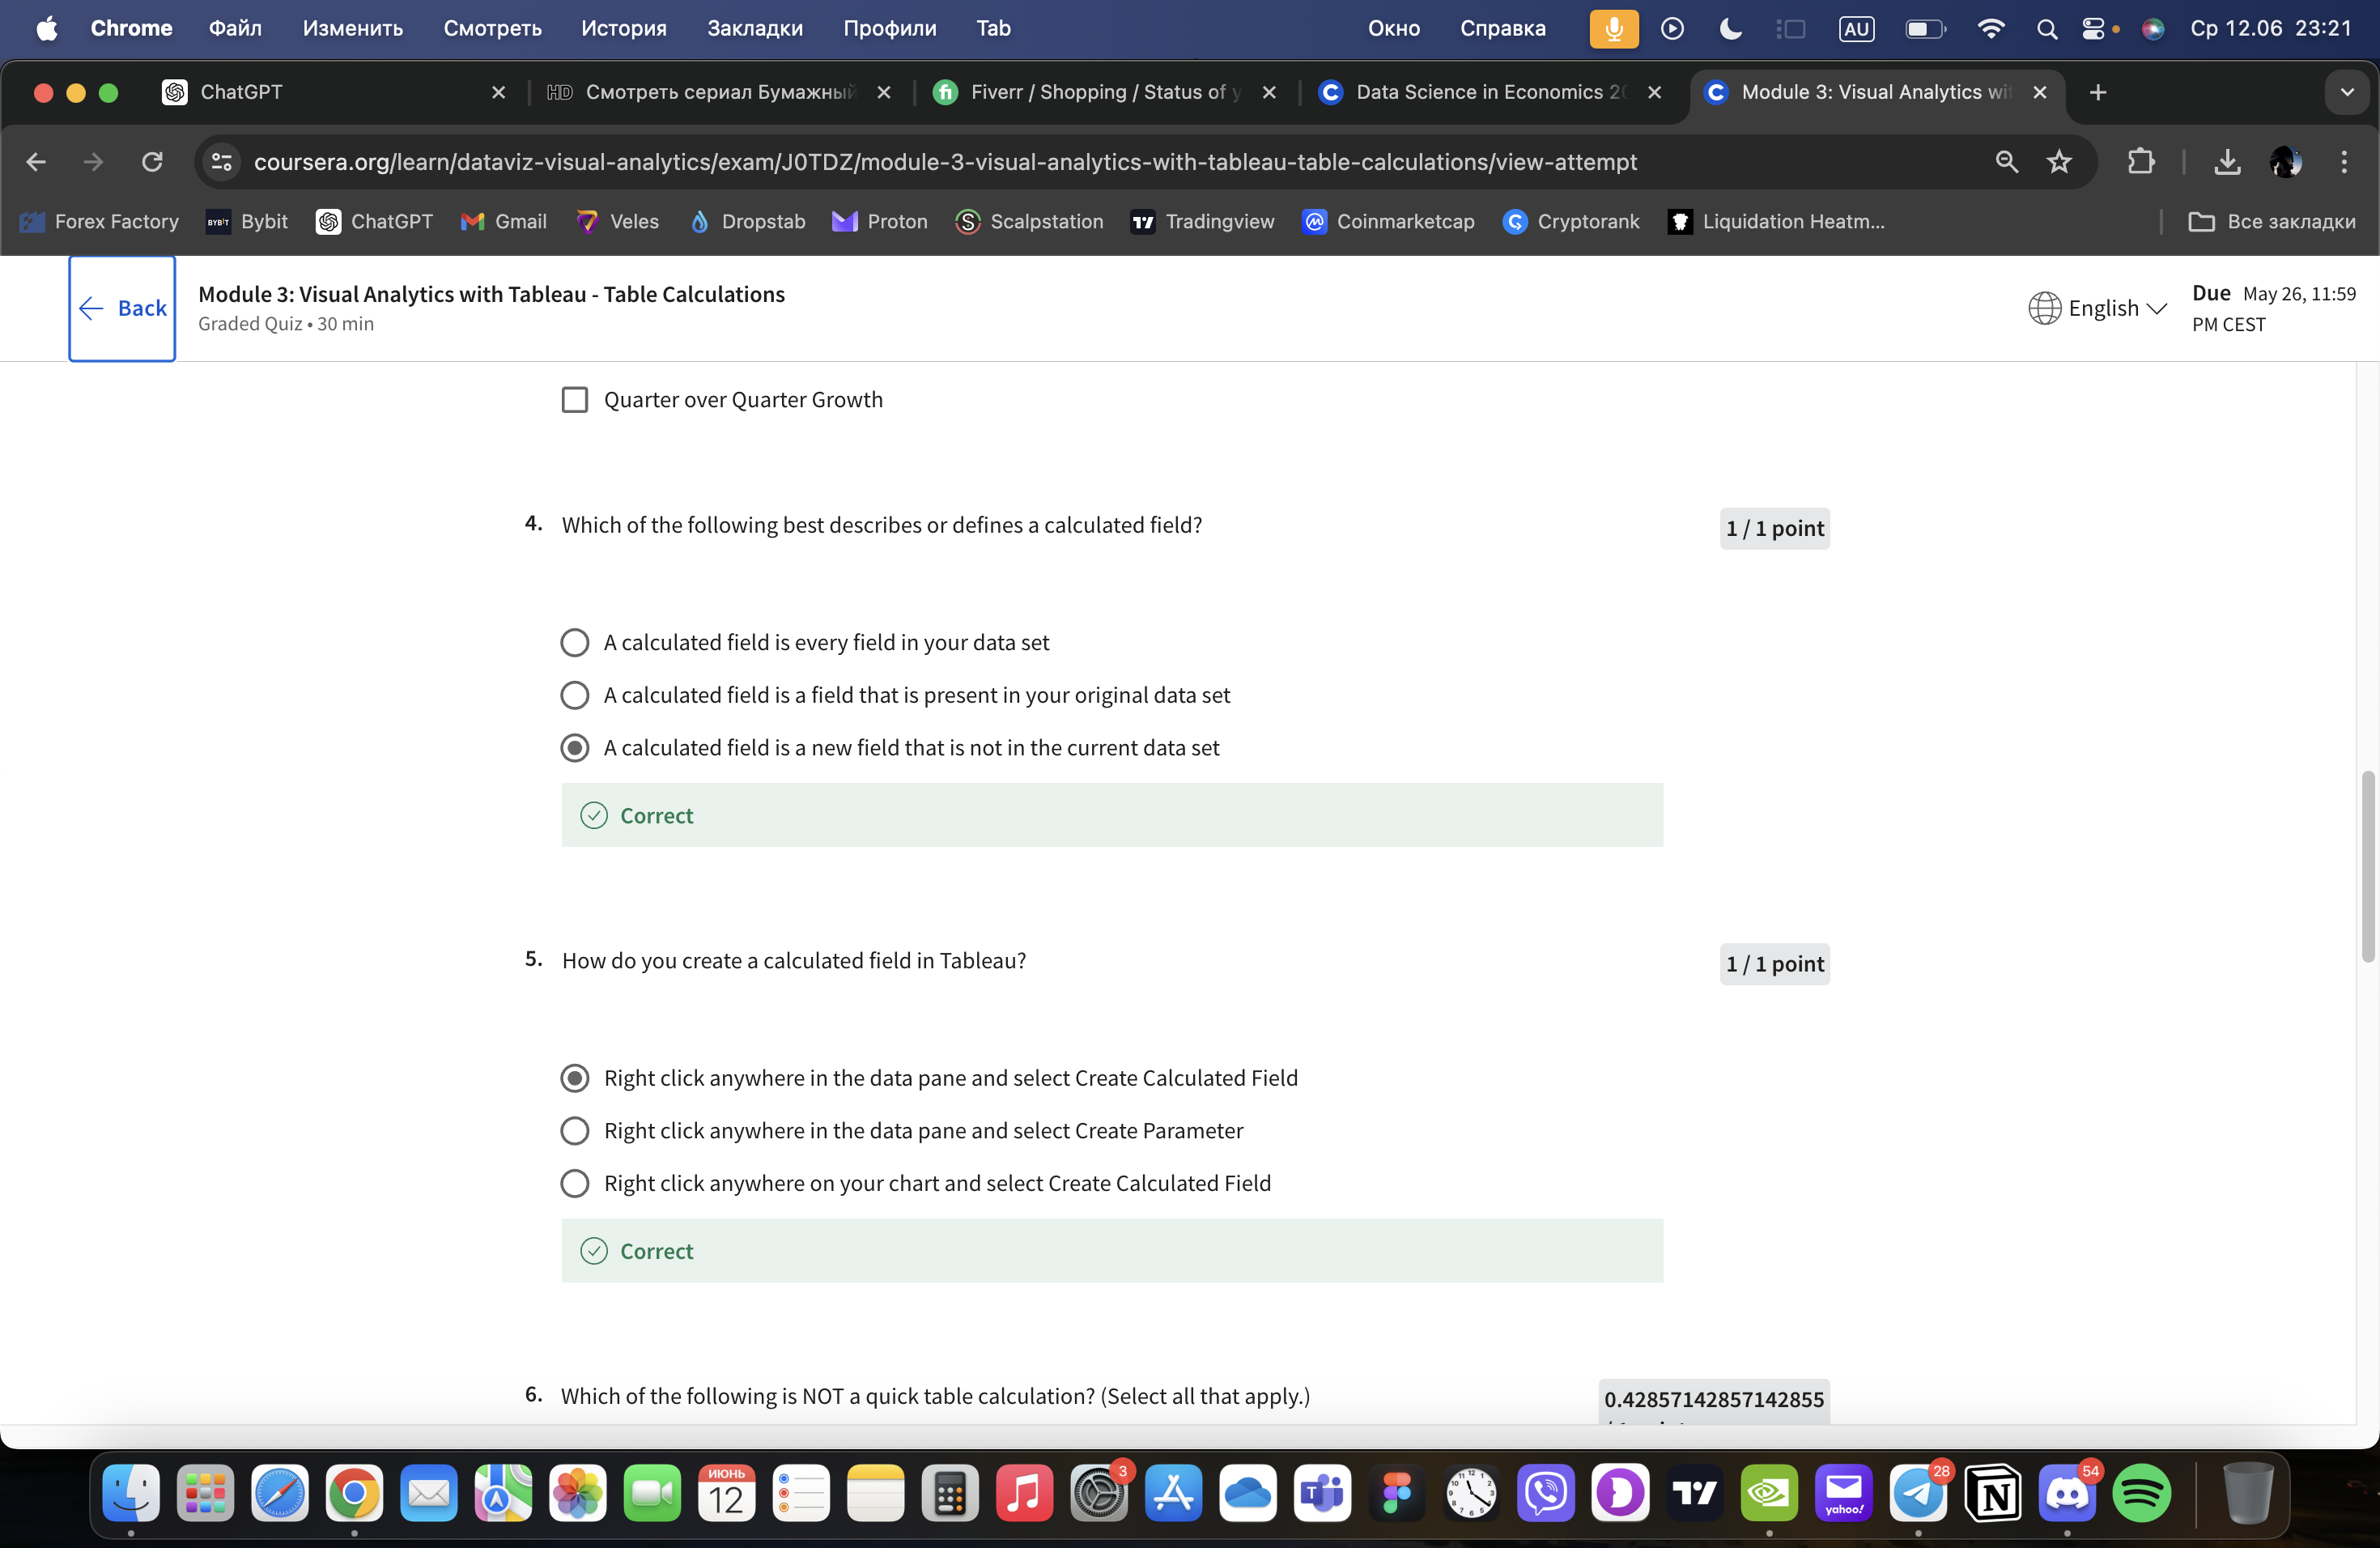 Chrome Файл Изменить Смотреть История Закладки Профили Tab Окно Справка AU Ср 12.06 23:21
ChatGPT
HD Смотреть сериал Бумажный
Fiverr / Shopping / Status of y
Data Science in Economics 20
Module 3: Visual Analytics wit
coursera.org/learn/dataviz-visual-analytics/exam/J0TDZ/module-3-visual-analytics-with-tableau-table-calculations/view-attempt
Forex Factory BYBIT Bybit ChatGPT Gmail Veles Dropstab Proton Scalpstation Tradingview Coinmarketcap Cryptorank Liquidation Heatm... Все закладки
Back
Module 3: Visual Analytics with Tableau - Table Calculations
Graded Quiz • 30 min
English
Due May 26, 11:59
PM CEST
Quarter over Quarter Growth
4. Which of the following best describes or defines a calculated field?
1 / 1 point
A calculated field is every field in your data set
A calculated field is a field that is present in your original data set
A calculated field is a new field that is not in the current data set
Correct
5. How do you create a calculated field in Tableau?
1 / 1 point
Right click anywhere in the data pane and select Create Calculated Field
Right click anywhere in the data pane and select Create Parameter
Right click anywhere on your chart and select Create Calculated Field
Correct
6. Which of the following is NOT a quick table calculation? (Select all that apply.)
0.42857142857142855
ИЮНЬ
12
3
yahoo!
28
54